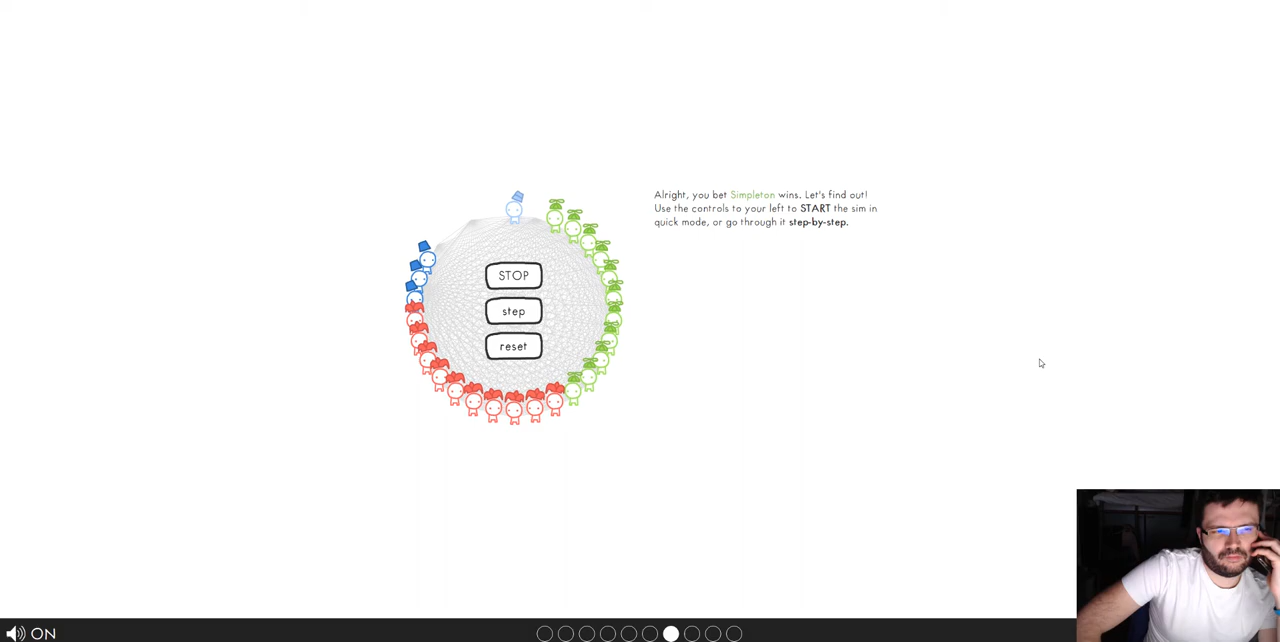 Alright, you bet Simpleton wins. Let's find out!
Use the controls to your left to START the sim in
quick mode, or go through it step-by-step.
STOP
step
reset
ON